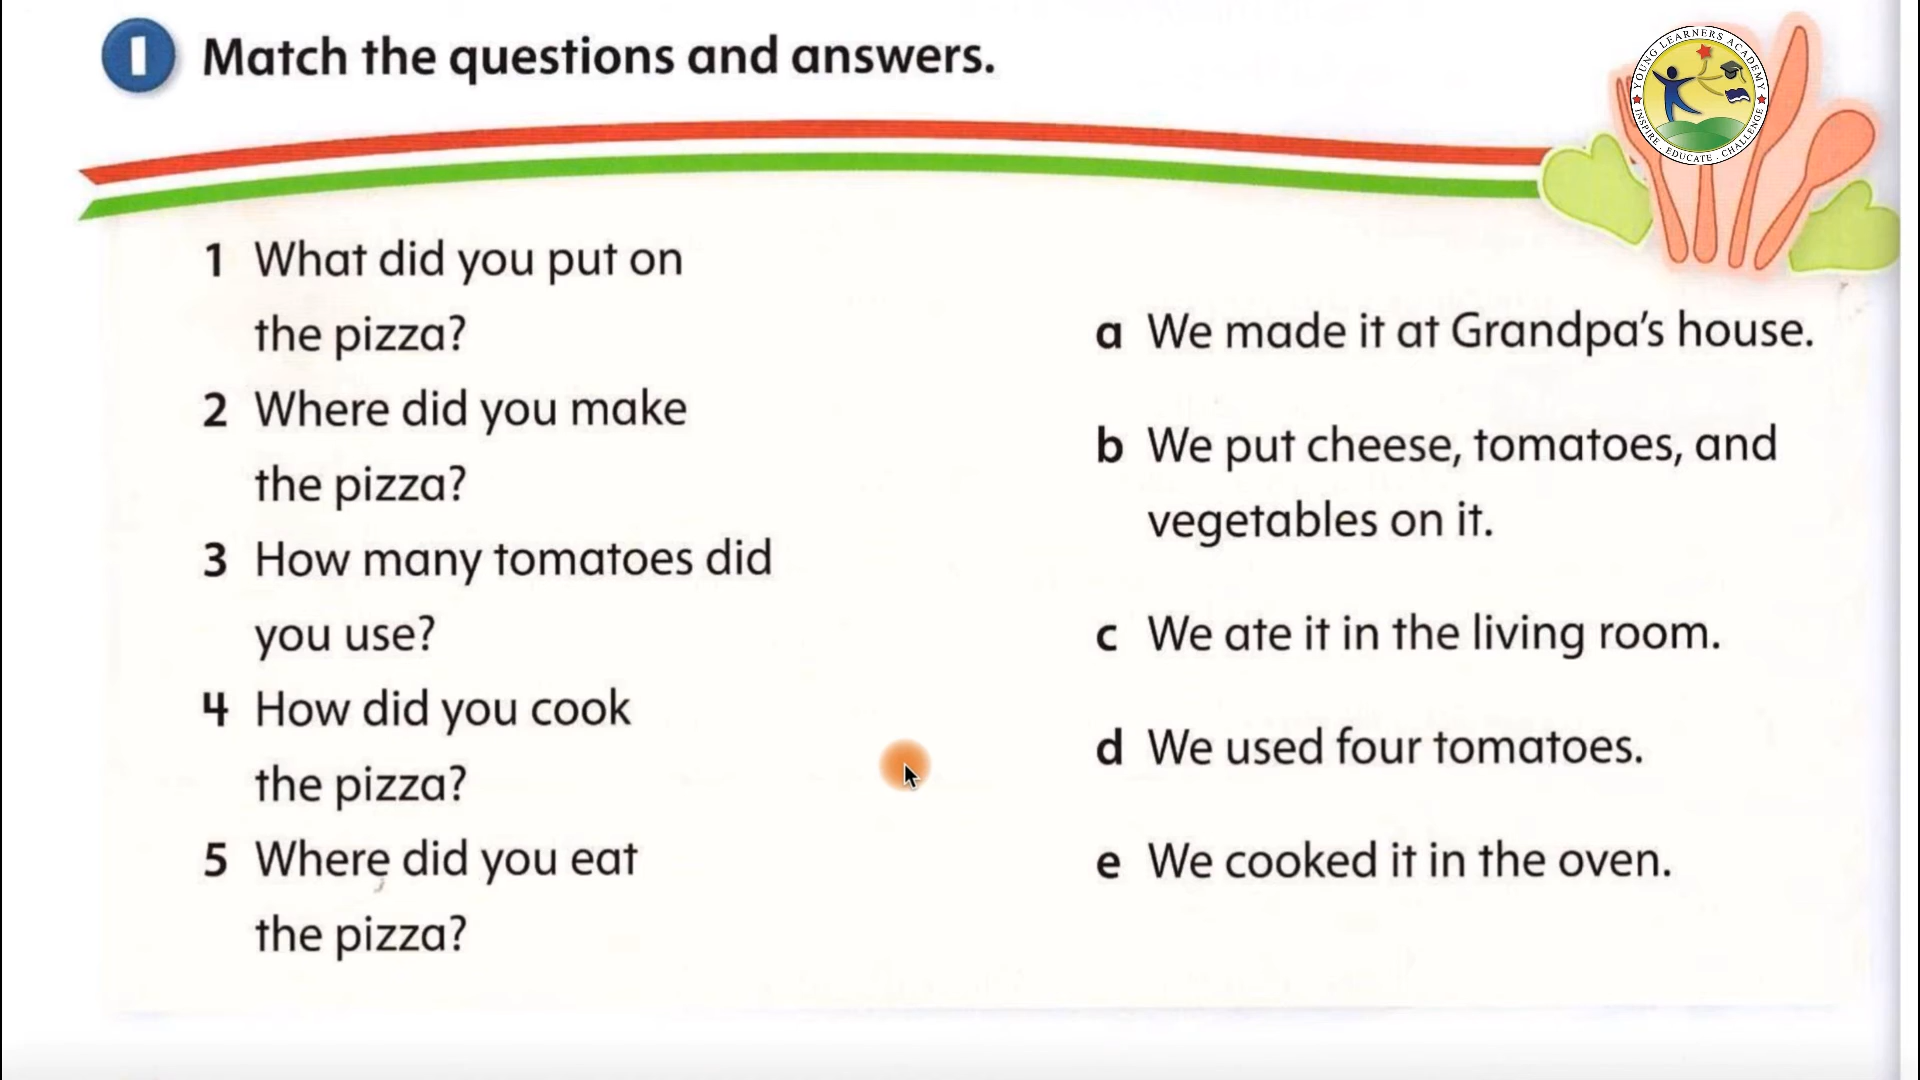 1 Match the questions and answers.
YOUNG LEARNERS ACADEMY
INSPIRE . EDUCATE . CHALLENGE
1 What did you put on
the pizza?
2 Where did you make
the pizza?
3 How many tomatoes did
you use?
4 How did you cook
the pizza?
5 Where did you eat
the pizza?
a We made it at Grandpa's house.
b We put cheese, tomatoes, and
vegetables on it.
c We ate it in the living room.
d We used four tomatoes.
e We cooked it in the oven.